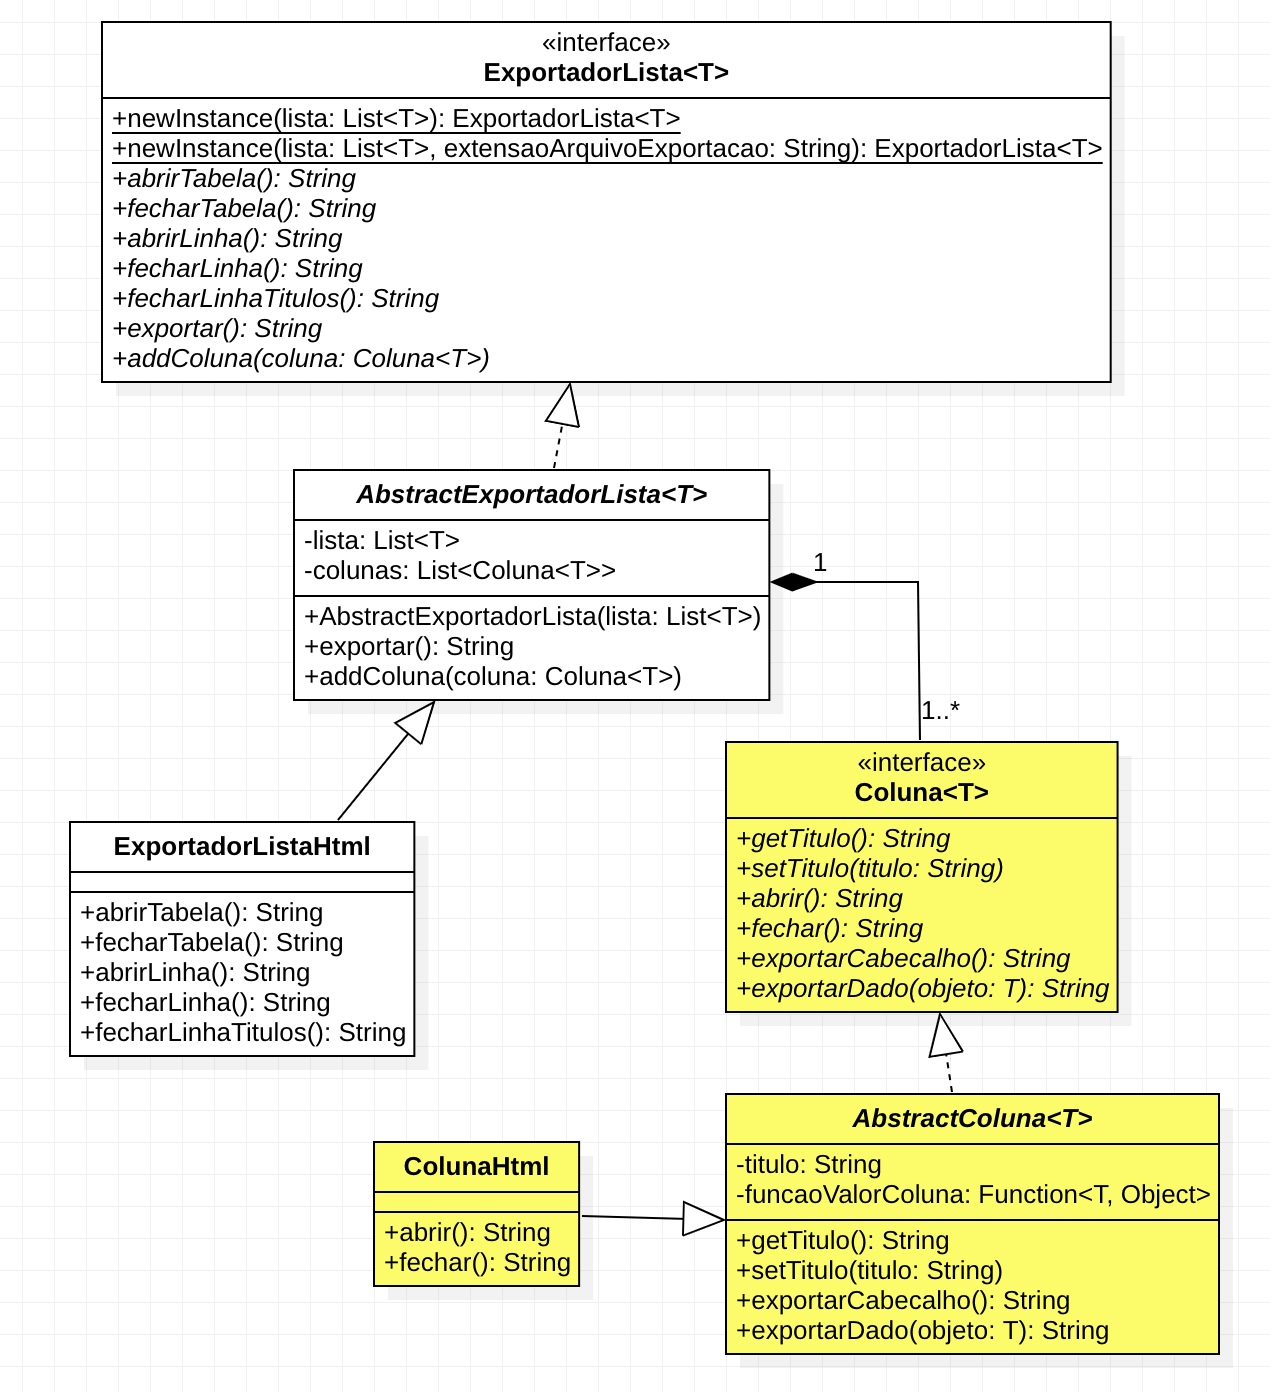 «interface»
ExportadorLista<T>
+newInstance(lista: List<T>): ExportadorLista<T>
+newInstance(lista: List<T>, extensaoArquivoExportacao: String): ExportadorLista<T>
+abrirTabela(): String
+fecharTabela(): String
+abrirLinha(): String
+fecharLinha(): String
+fecharLinhaTitulos(): String
+exportar(): String
+addColuna(coluna: Coluna<T>)
AbstractExportadorLista<T>
-lista: List<T>
-colunas: List<Coluna<T>>
+AbstractExportadorLista(lista: List<T>)
+exportar(): String
+addColuna(coluna: Coluna<T>)
1
1..*
«interface»
Coluna<T>
+getTitulo(): String
+setTitulo(titulo: String)
+abrir(): String
+fechar(): String
+exportarCabecalho(): String
+exportarDado(objeto: T): String
ExportadorListaHtml
+abrirTabela(): String
+fecharTabela(): String
+abrirLinha(): String
+fecharLinha(): String
+fecharLinhaTitulos(): String
ColunaHtml
+abrir(): String
+fechar(): String
AbstractColuna<T>
-titulo: String
-funcaoValorColuna: Function<T, Object>
+getTitulo(): String
+setTitulo(titulo: String)
+exportarCabecalho(): String
+exportarDado(objeto: T): String